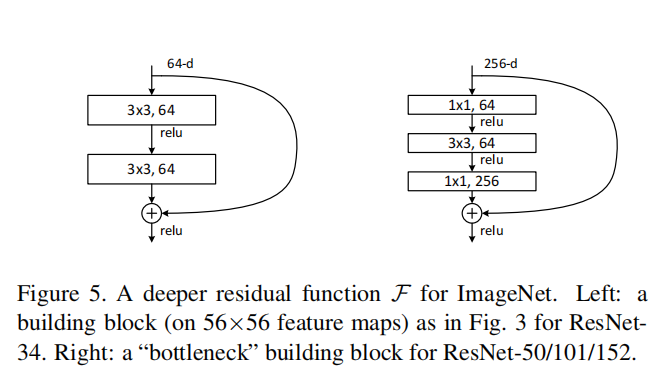 64-d
3x3, 64
relu
3x3, 64
+
relu
256-d
1x1, 64
relu
3x3, 64
relu
1x1, 256
+
relu
Figure 5. A deeper residual function F for ImageNet. Left: a
building block (on 56×56 feature maps) as in Fig. 3 for ResNet-
34. Right: a “bottleneck” building block for ResNet-50/101/152.